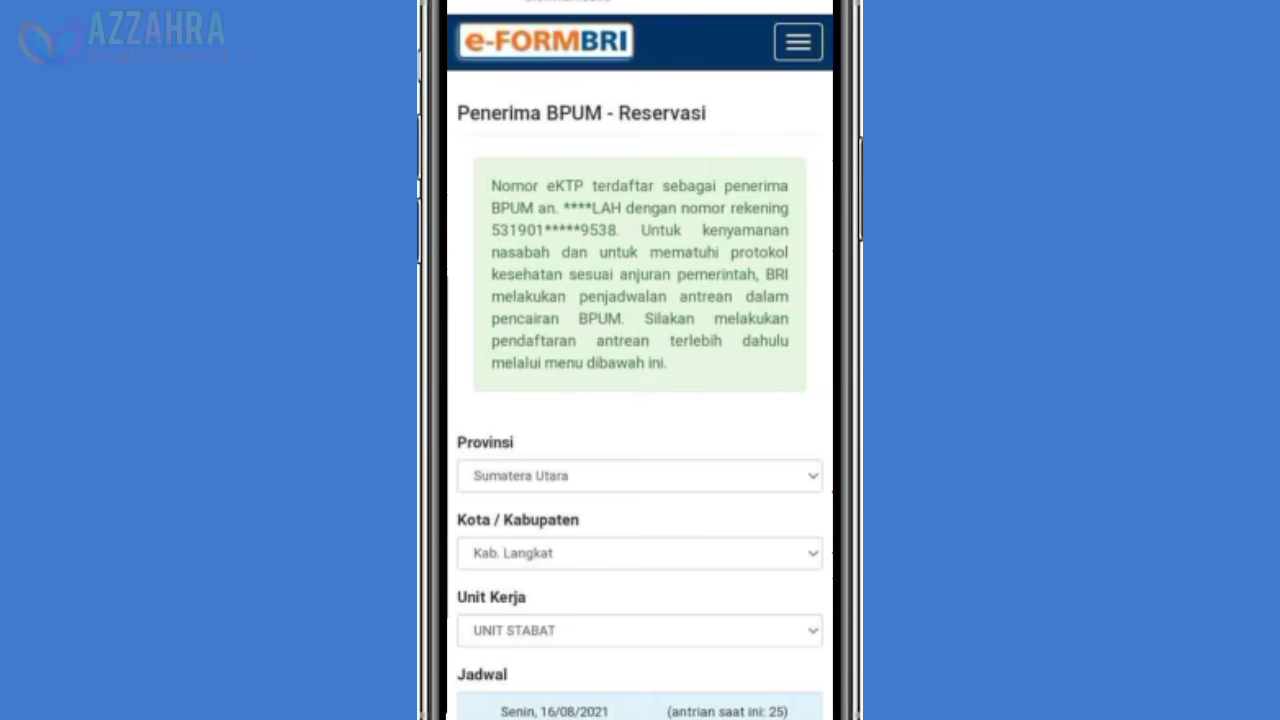 AZZAHRA
e-FORMBRI
Penerima BPUM - Reservasi
Nomor eKTP terdaftar sebagai penerima
BPUM an. ****LAH dengan nomor rekening
531901*****9538. Untuk kenyamanan
nasabah dan untuk mematuhi protokol
kesehatan sesuai anjuran pemerintah, BRI
melakukan penjadwalan antrean dalam
pencairan BPUM. Silakan melakukan
pendaftaran antrean terlebih dahulu
melalui menu dibawah ini.
Provinsi
Sumatera Utara
Kota / Kabupaten
Kab. Langkat
Unit Kerja
UNIT STABAT
Jadwal
Senin, 16/08/2021 (antrian saat ini: 25)